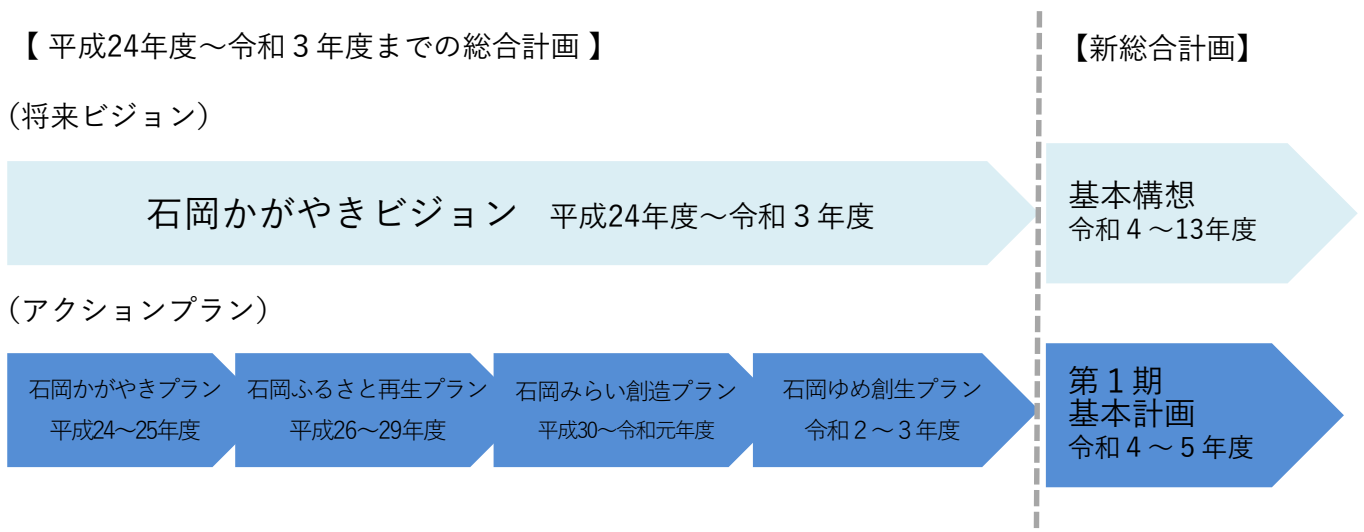 【 平成24年度～令和３年度までの総合計画 】
【新総合計画】
（将来ビジョン）
石岡かがやきビジョン　平成24年度～令和３年度
基本構想
令和４～13年度
（アクションプラン）
石岡かがやきプラン
平成24～25年度
石岡ふるさと再生プラン
平成26～29年度
石岡みらい創造プラン
平成30～令和元年度
石岡ゆめ創生プラン
令和２～３年度
第１期
基本計画
令和４～５年度